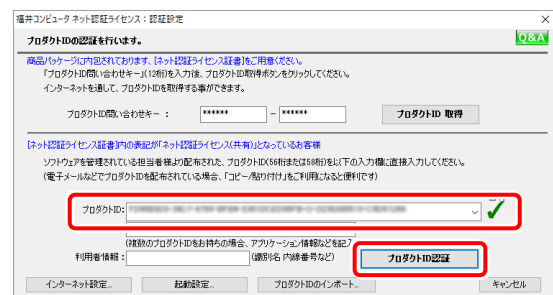 福井コンピュータ ネット認証ライセンス：認証設定
プロダクトIDの認証を行います。
Q&A
商品パッケージに内包されております、[ネット認証ライセンス証書]をご用意ください。
「プロダクトID問い合わせキー」(12桁)を入力後、プロダクトID取得ボタンをクリックしてください。
インターネットを通して、プロダクトIDを取得する事ができます。
プロダクトID問い合わせキー： ****** - ****** プロダクトID 取得
[ネット認証ライセンス証書]内の表記が「ネット認証ライセンス(共有)」となっているお客様
ソフトウェアを管理されている担当者様より配布された、プロダクトID(56桁または58桁)を以下の入力欄に直接入力してください。
(電子メールなどでプロダクトIDを配布されている場合、「コピー/貼り付け」をご利用になると便利です)
プロダクトID:
(複数のプロダクトIDをお持ちの場合、アプリケーション情報などを記入
利用者情報： (識別名 内線番号など) プロダクトID認証
インターネット設定... 起動設定... プロダクトIDのインポート... キャンセル